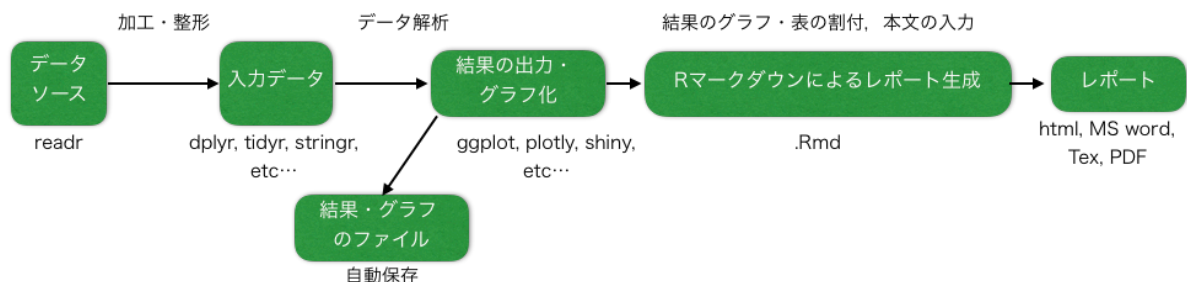 加工・整形
データ解析
結果のグラフ・表の割付，本文の入力
データ
ソース
入力データ
結果の出力・
グラフ化
Rマークダウンによるレポート生成
レポート
readr
dplyr, tidyr, stringr,
etc…
ggplot, plotly, shiny,
etc…
.Rmd
html, MS word,
Tex, PDF
結果・グラフ
のファイル
自動保存